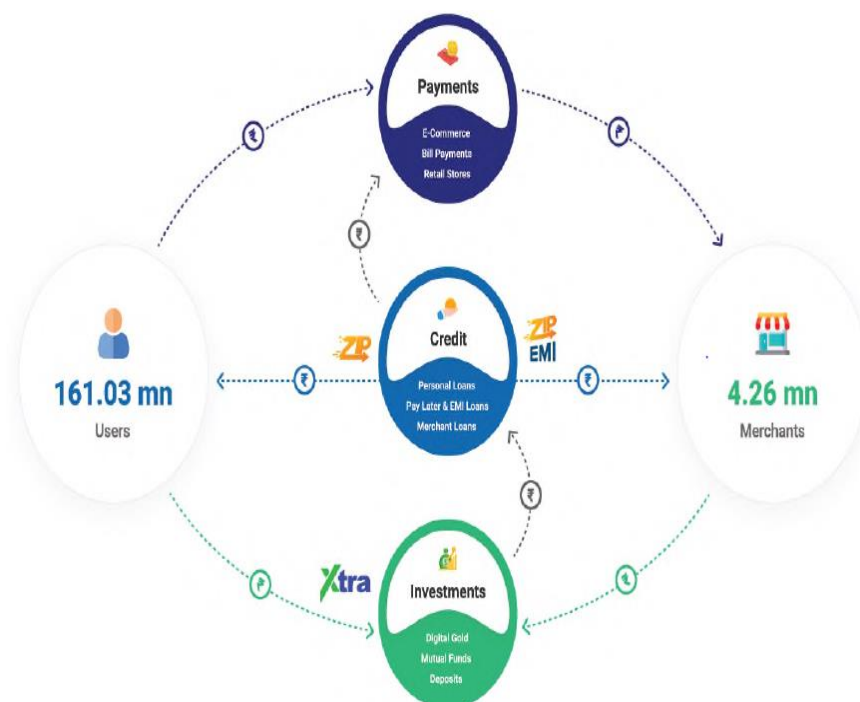 Payments
E-Commerce
Bill Payments
Retail Stores
₹
₹
₹
161.03 mn
Users
ZIP
Credit
ZIP
EMI
Personal Loans
Pay Later & EMI Loans
Merchant Loans
₹
₹
4.26 mn
Merchants
₹
Xtra
Investments
Digital Gold
Mutual Funds
Deposits
₹
₹